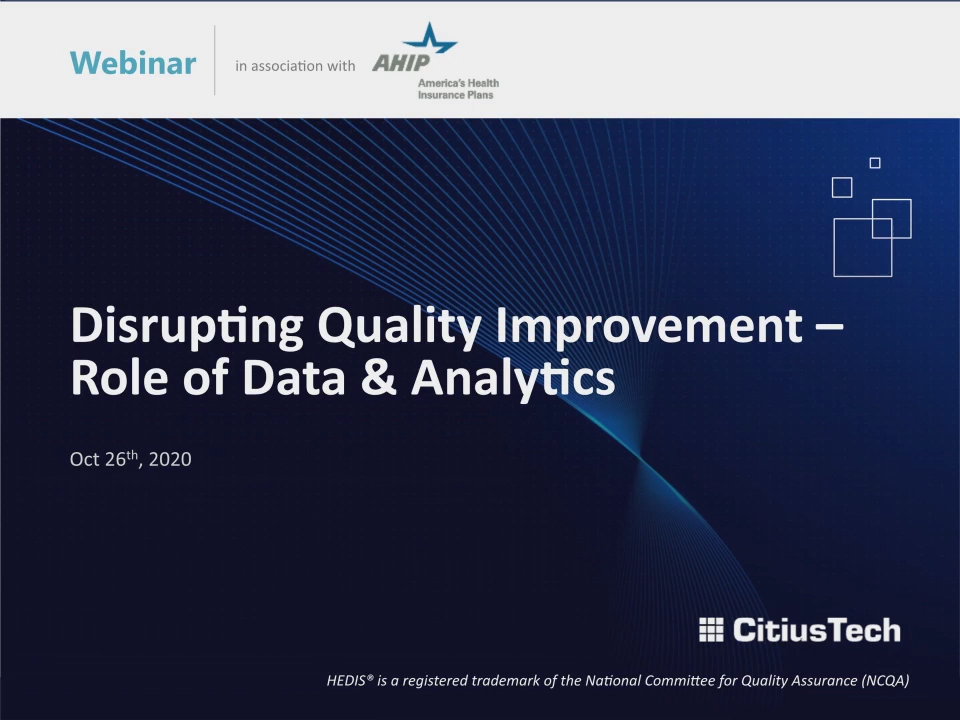 Webinar
in association with
AHIP
America's Health
Insurance Plans
Disrupting Quality Improvement –
Role of Data & Analytics
Oct 26th, 2020
CitiusTech
HEDIS® is a registered trademark of the National Committee for Quality Assurance (NCQA)